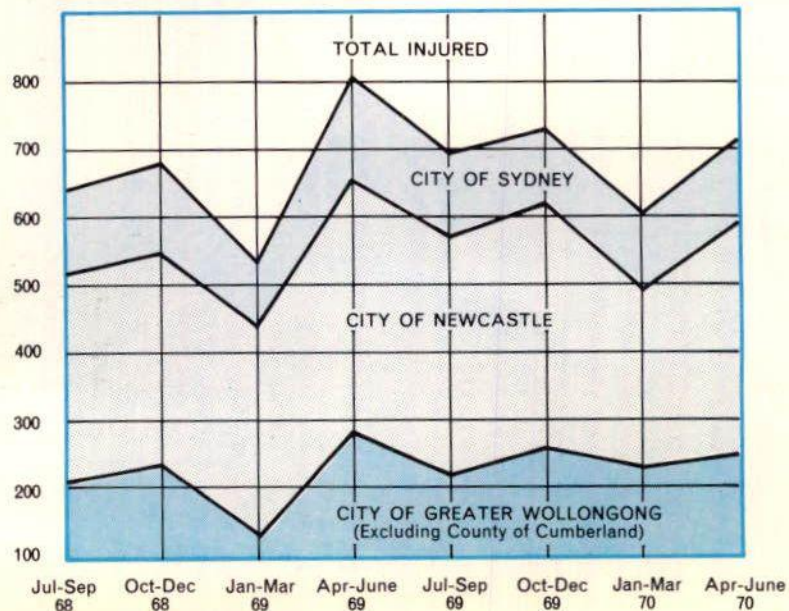 TOTAL INJURED
800
700
CITY OF SYDNEY
600
500
CITY OF NEWCASTLE
400
300
200
CITY OF GREATER WOLLONGONG
(Excluding County of Cumberland)
100
Jul-Sep Oct-Dec Jan-Mar Apr-June Jul-Sep Oct-Dec Jan-Mar Apr-June
68 68 69 69 69 69 70 70